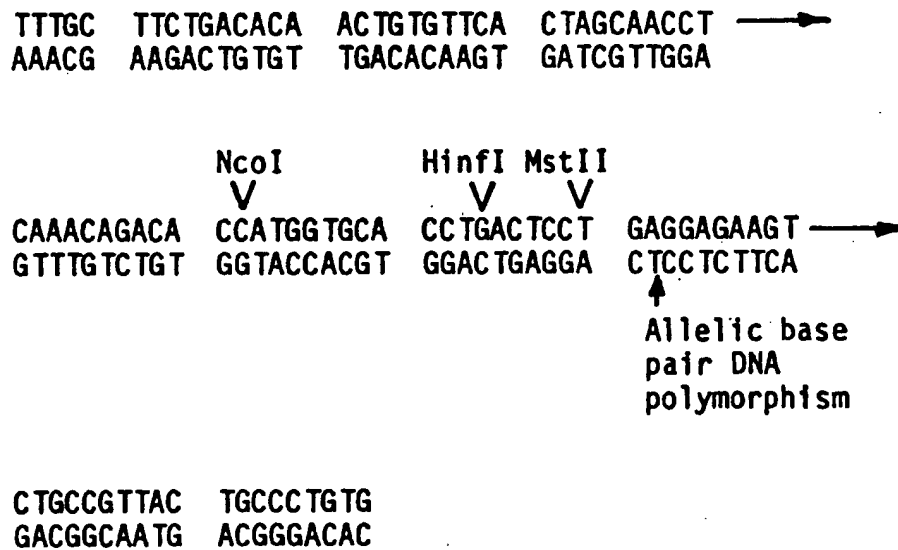 TTTGC TTCTGACACA ACTGTGTTCA CTAGCAACCT
AAACG AAGACTGTGT TGACACAAGT GATCGTTGGA
NcoI HinfI MstII
CAAACAGACA CCATGGTGCA CCTGACTCCT GAGGAGAAGT
GTTTGTCTGT GGTACCACGT GGACTGAGGA CTCCTCTTCA
Allelic base
pair DNA
polymorphism
CTGCCGTTAC TGCCCTGTG
GACGGCAATG ACGGGACAC